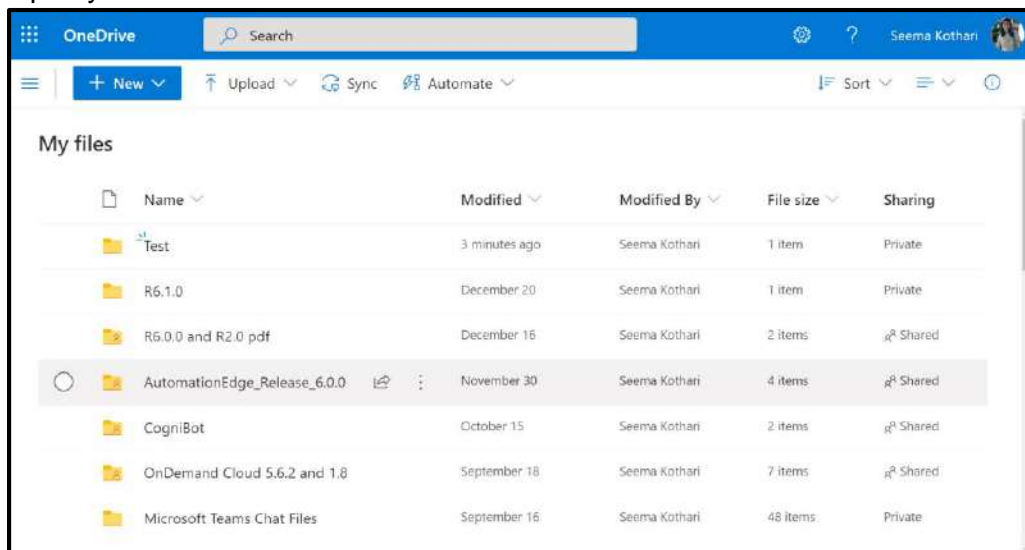 OneDrive Search ? Seema Kothari
+ New Upload Sync Automate Sort
My files
Name Modified Modified By File size Sharing
Test 3 minutes ago Seema Kothari 1 item Private
R6.1.0 December 20 Seema Kothari 1 item Private
R6.0.0 and R2.0 pdf December 16 Seema Kothari 2 items Shared
AutomationEdge_Release_6.0.0 November 30 Seema Kothari 4 items Shared
CogniBot October 15 Seema Kothari 2 items Shared
OnDemand Cloud 5.6.2 and 1.8 September 18 Seema Kothari 7 items Shared
Microsoft Teams Chat Files September 16 Seema Kothari 48 items Private